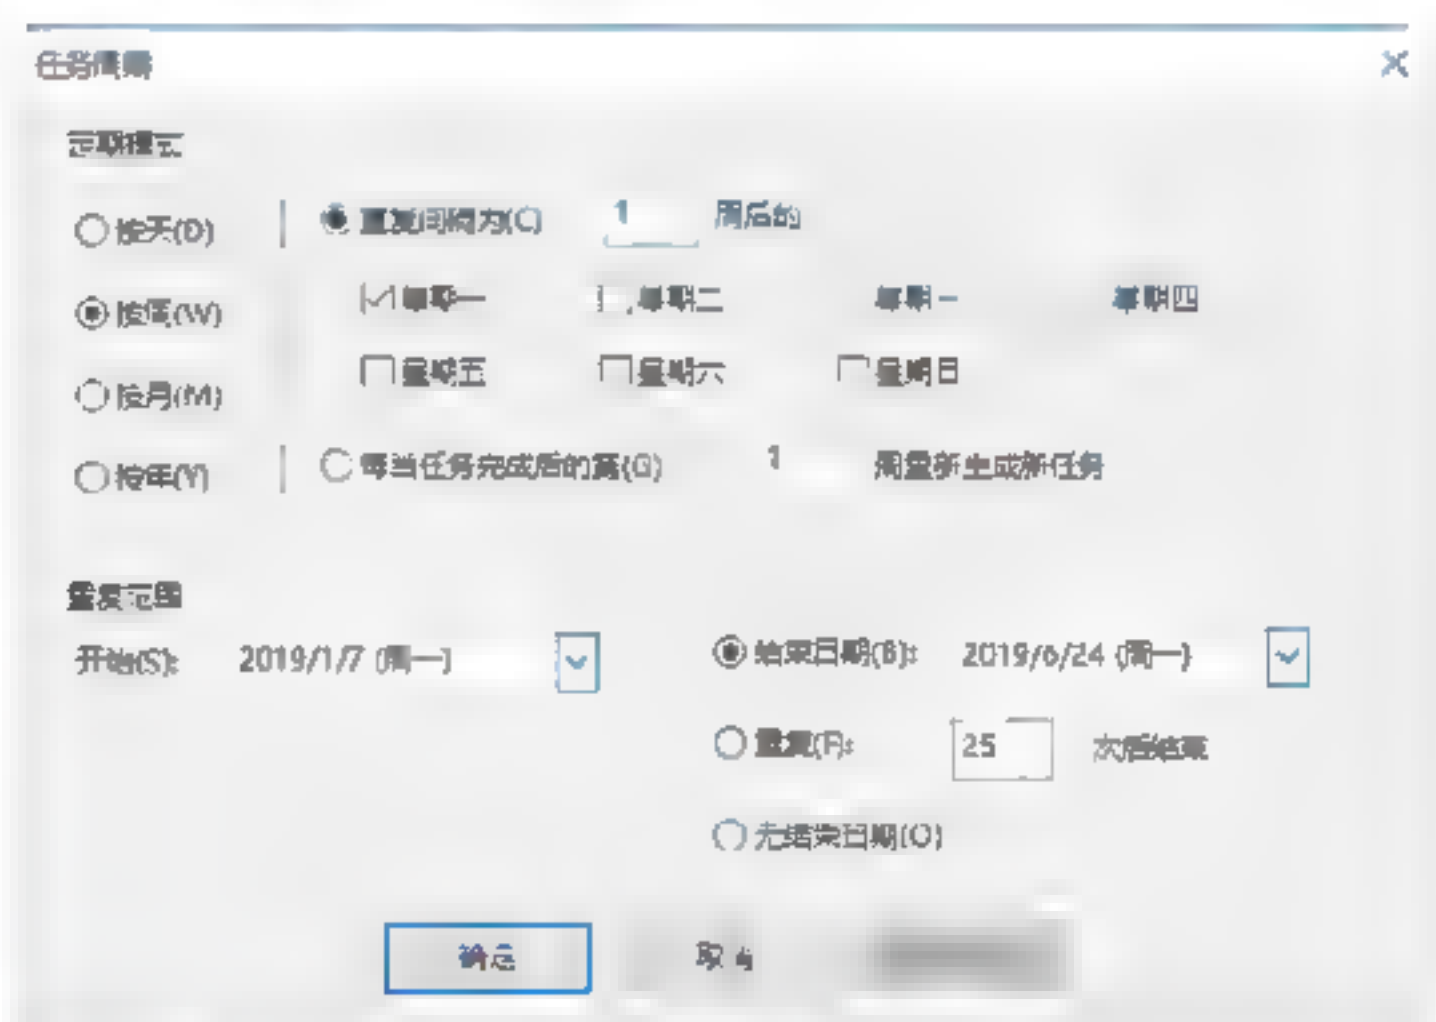 任务周期
定期模式
按天(D) 重复间隔为(C) 1 周后的
按周(W) 星期一 星期二 星期四
按月(M) 星期五 星期六 星期日
按年(Y) 每当任务完成后的第(G) 1 周重新生成新任务
重复范围
开始(S): 2019/1/7 (周一) 结束日期(B): 2019/6/24 (周一)
重复(F): 25 次后结束
无结束日期(O)
确定 取消